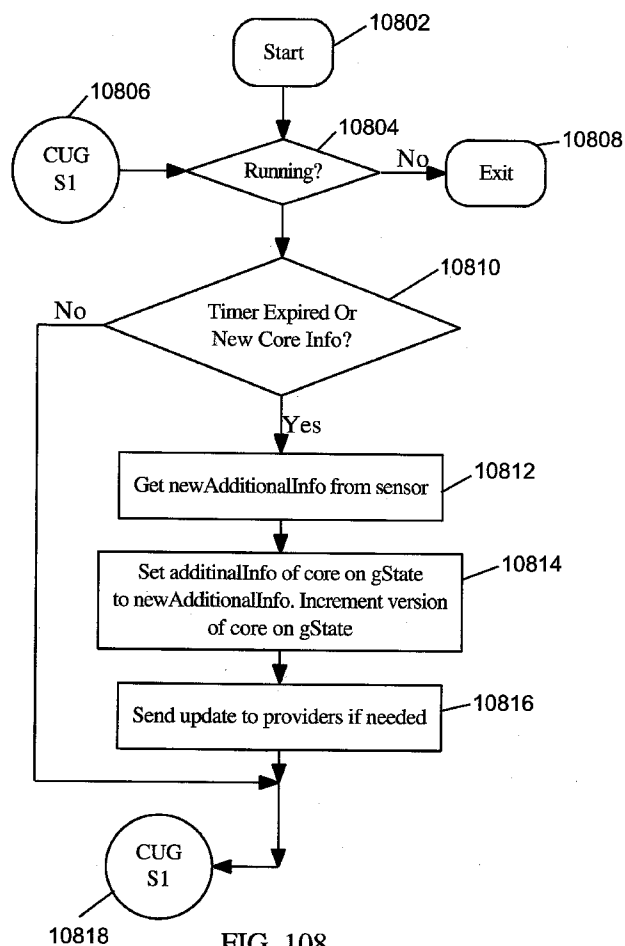 10802
Start
10806
CUG
S1
10804
Running?
No
10808
Exit
10810
Timer Expired Or
New Core Info?
No
Yes
10812
Get newAdditionalInfo from sensor
10814
Set additinalInfo of core on gState
to newAdditionalInfo. Increment version
of core on gState
10816
Send update to providers if needed
CUG
S1
10818
FIG. 108